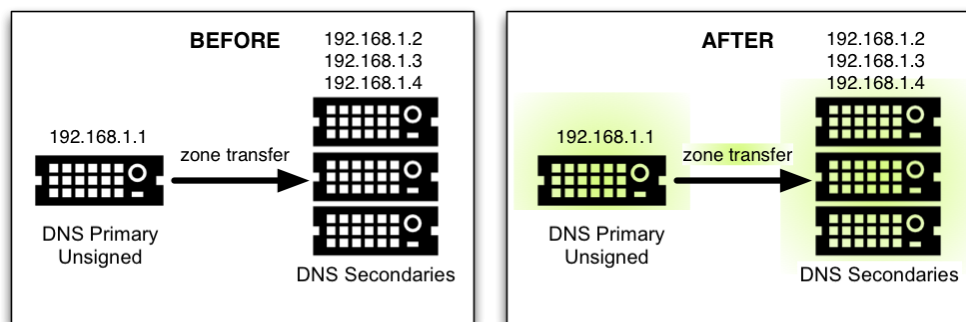 BEFORE
192.168.1.2
192.168.1.3
192.168.1.4
192.168.1.1
zone transfer
DNS Primary
Unsigned
DNS Secondaries
AFTER
192.168.1.2
192.168.1.3
192.168.1.4
192.168.1.1
zone transfer
DNS Primary
Unsigned
DNS Secondaries